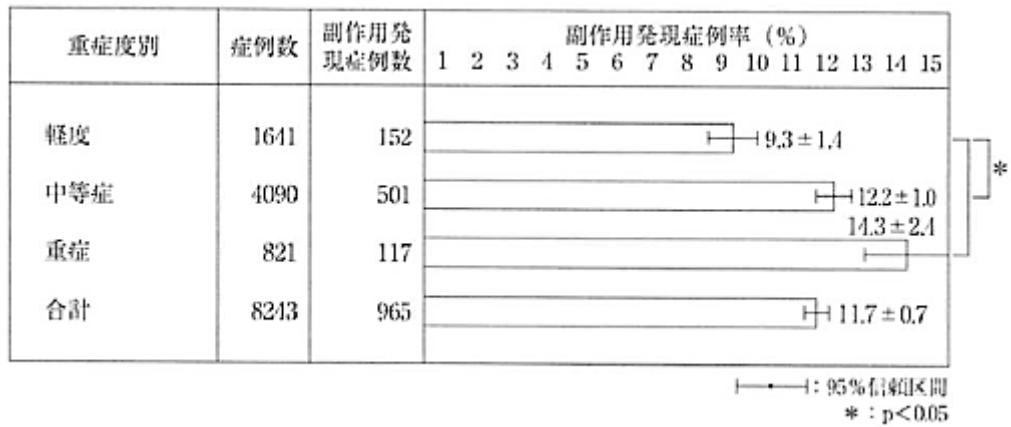 重症度別 症例数 副作用発現症例数 副作用発現症例率 (%)
1 2 3 4 5 6 7 8 9 10 11 12 13 14 15
軽度 1641 152 9.3±1.4
中等症 4090 501 12.2±1.0
重症 821 117 14.3±2.4
合計 8243 965 11.7±0.7
*
:95%信頼区間
*:p<0.05